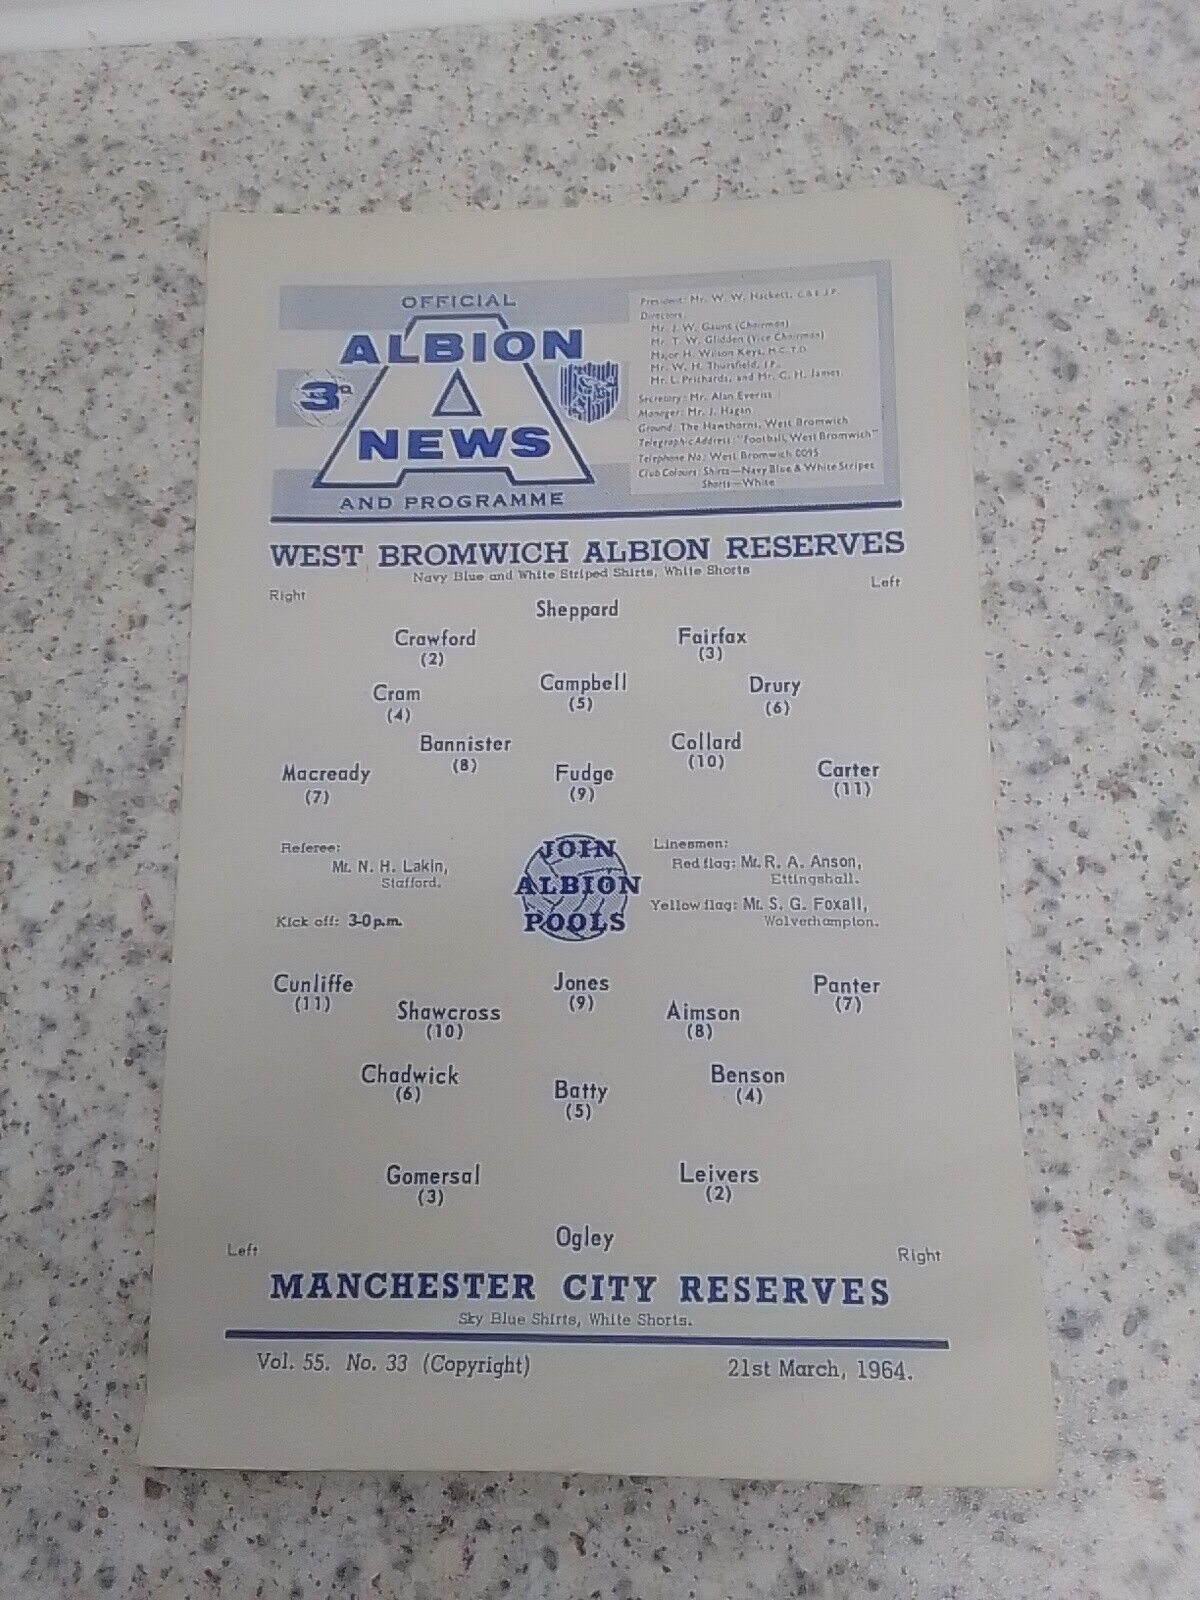 OFFICIAL
ALBION
3D
NEWS
AND PROGRAMME
President: Mr. W. W. Hackett, C.B.E. J.P.
Directors:
Mr. J. W. Gaunt (Chairman)
Mr. T. W. Glidden (Vice Chairman)
Major H. Wilson Keys, M.C., T.D.
Mr. W. H. Thursfield, J.P.
Mr. L. Prichards, and Mr. C. H. James.
Secretary: Mr. Alan Everiss
Manager: Mr. J. Hagan
Ground: The Hawthorns, West Bromwich
Telegraphic Address: "Football, West Bromwich"
Telephone No: West Bromwich 0095
Club Colours: Shirts—Navy Blue & White Stripes
Shorts—White
WEST BROMWICH ALBION RESERVES
Navy Blue and White Striped Shirts, White Shorts
Right Left
Sheppard
Crawford Fairfax
(2) (3)
Cram Campbell Drury
(4) (5) (6)
Bannister Collard
(8) (10)
Macready Fudge Carter
(7) (9) (11)
Referee:
Mr. N. H. Lakin,
Stafford.
Kick off: 3-0 p.m.
JOIN
ALBION
POOLS
Linesmen:
Red flag: Mr. R. A. Anson,
Ettingshall.
Yellow flag: Mr. S. G. Foxall,
Wolverhampton.
Cunliffe Jones Panter
(11) (9) (7)
Shawcross Aimson
(10) (8)
Chadwick Batty Benson
(6) (5) (4)
Gomersal Leivers
(3) (2)
Ogley
Left Right
MANCHESTER CITY RESERVES
Sky Blue Shirts, White Shorts.
Vol. 55. No. 33 (Copyright) 21st March, 1964.